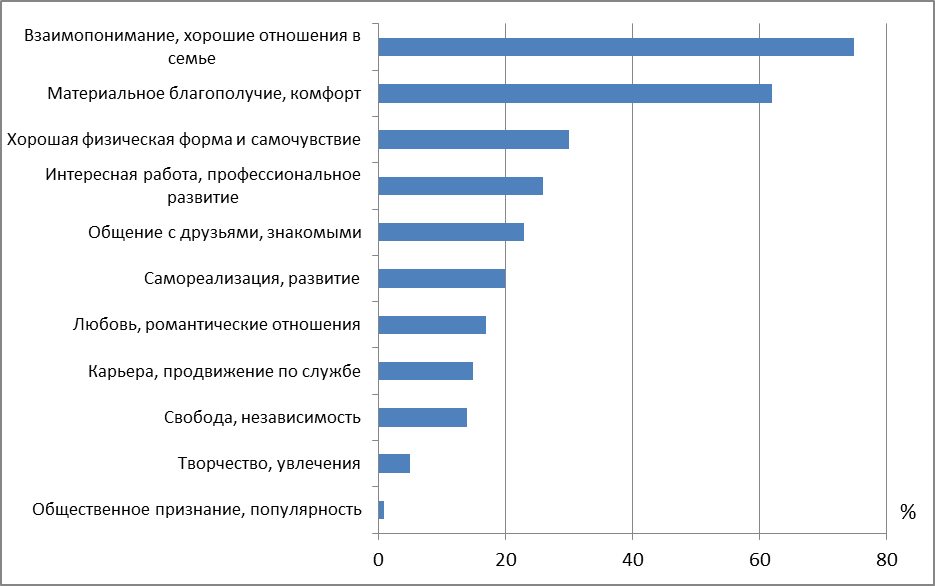 Взаимопонимание, хорошие отношения в
семье
Материальное благополучие, комфорт
Хорошая физическая форма и самочувствие
Интересная работа, профессиональное
развитие
Общение с друзьями, знакомыми
Самореализация, развитие
Любовь, романтические отношения
Карьера, продвижение по службе
Свобода, независимость
Творчество, увлечения
Общественное признание, популярность
%
0 20 40 60 80